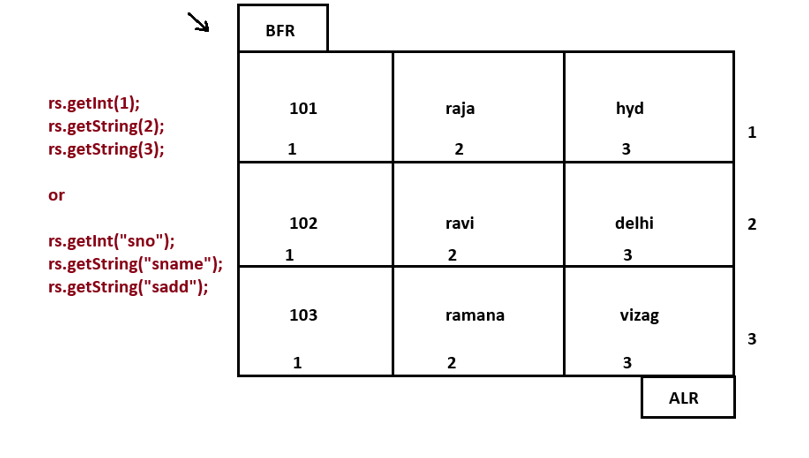 BFR
rs.getInt(1);
rs.getString(2);
rs.getString(3);
or
rs.getInt("sno");
rs.getString("sname");
rs.getString("sadd");
101 raja hyd
1 2 3
1
102 ravi delhi
1 2 3
2
103 ramana vizag
1 2 3
3
ALR